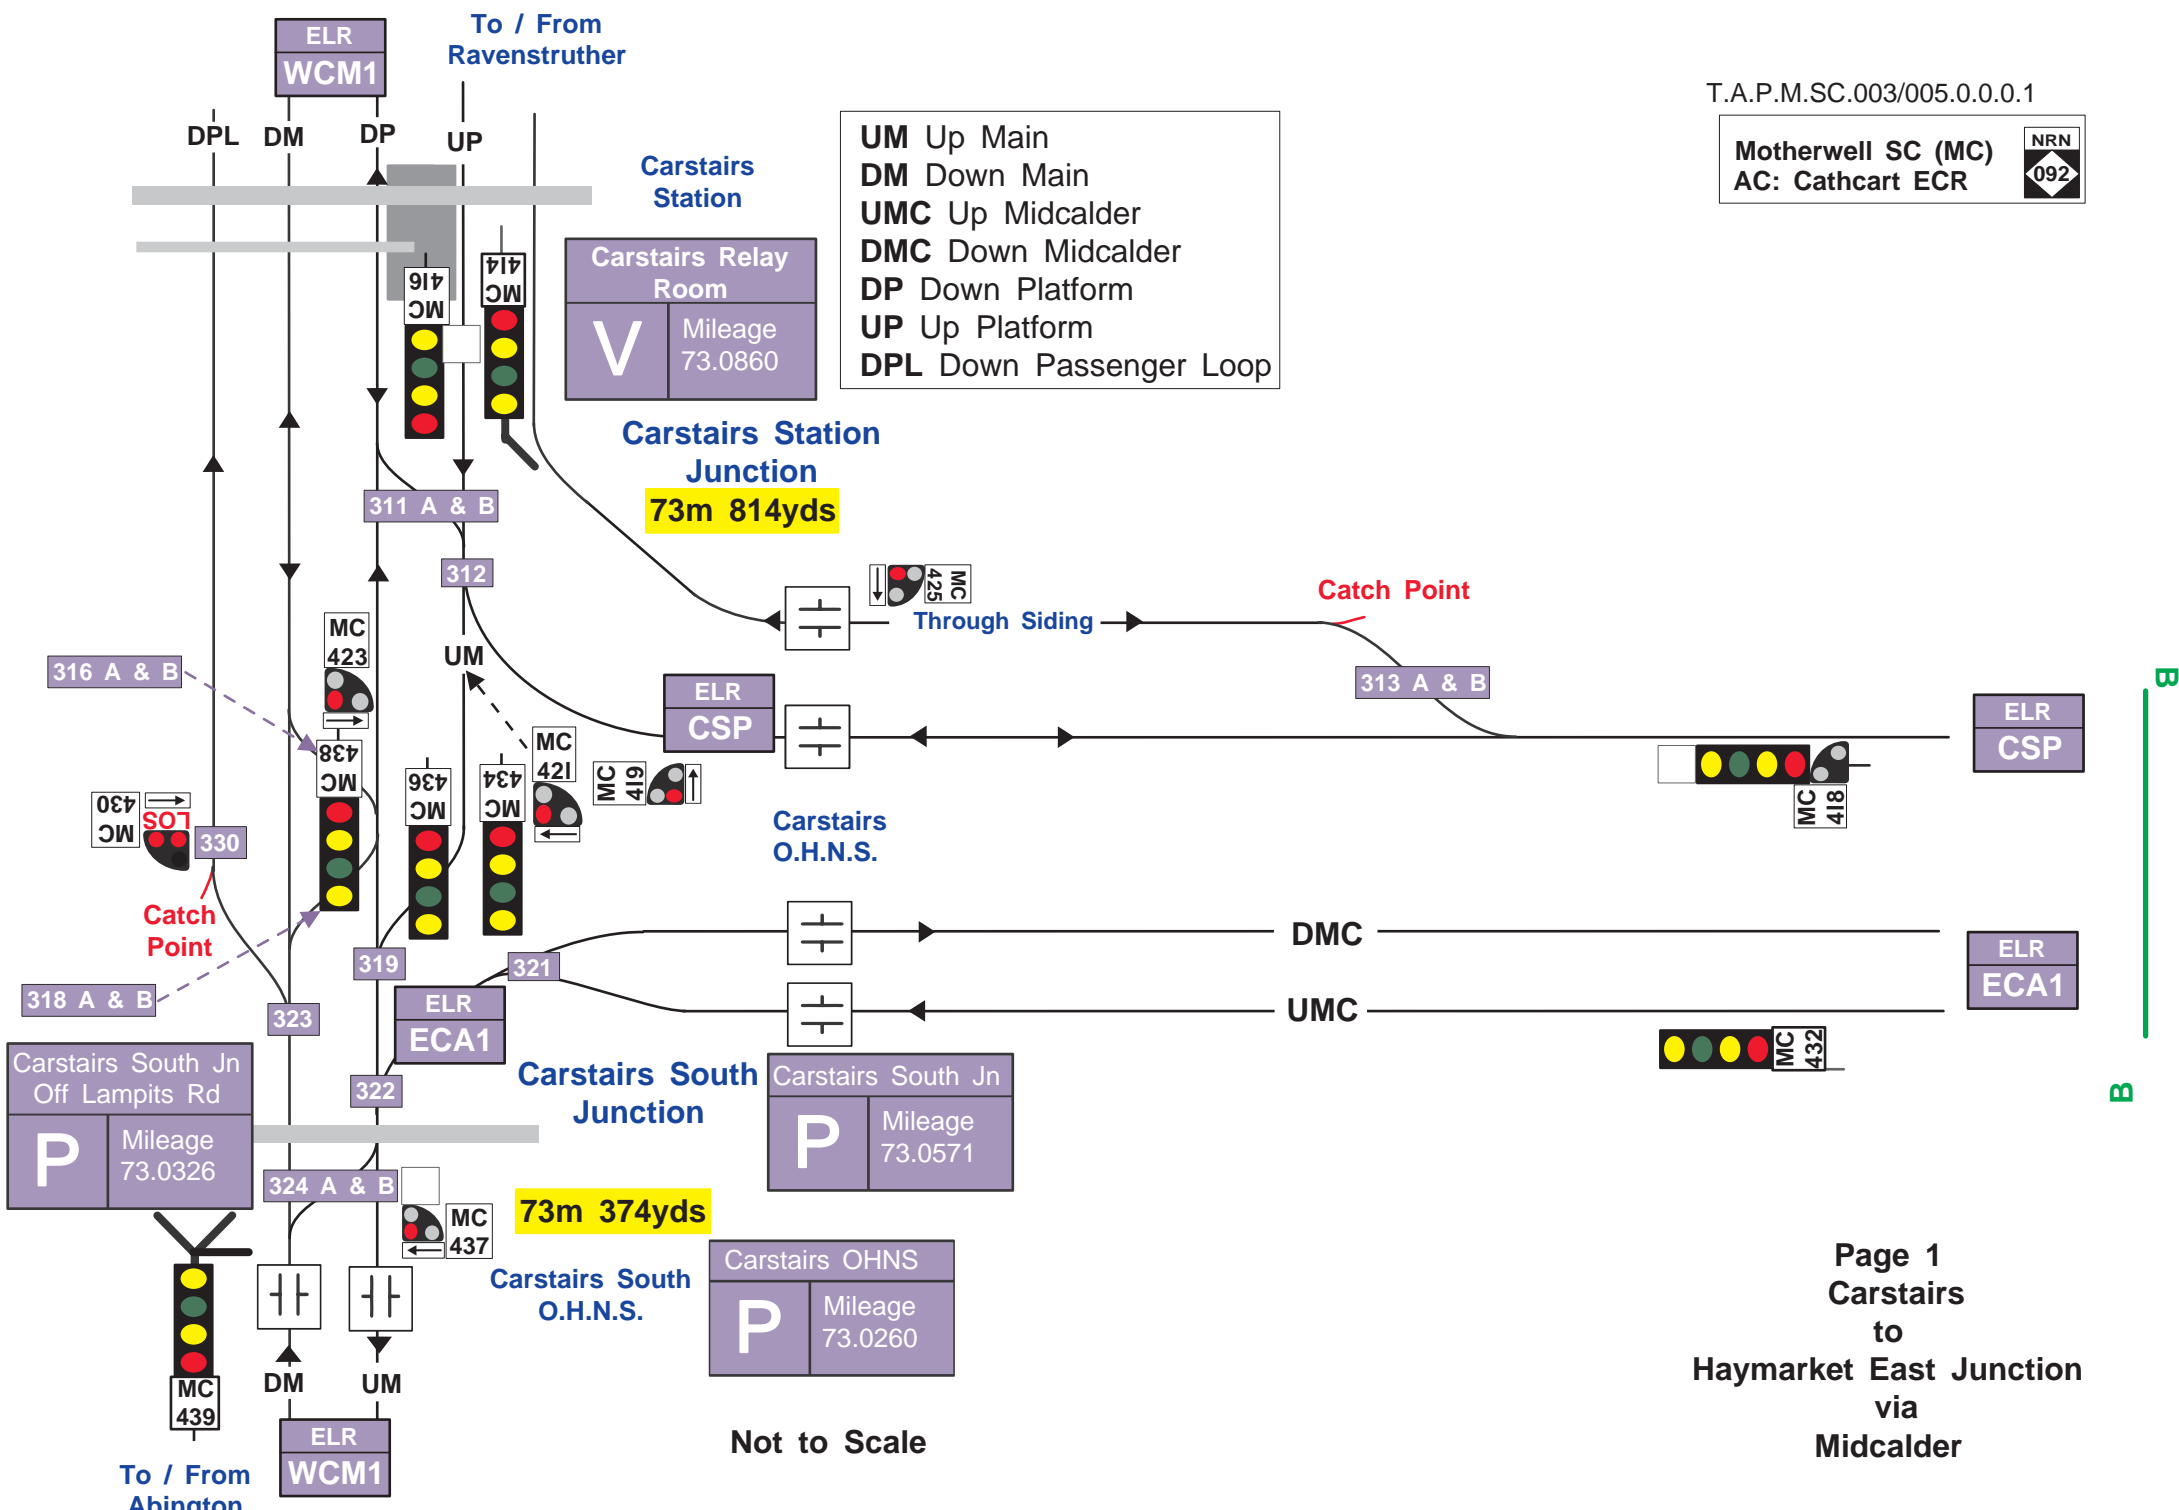 ELR
WCM1
To / From
Ravenstruther
DPL
DM
DP
UP
Carstairs
Station
UM Up Main
DM Down Main
UMC Up Midcalder
DMC Down Midcalder
DP Down Platform
UP Up Platform
DPL Down Passenger Loop
T.A.P.M.SC.003/005.0.0.0.1
Motherwell SC (MC)
AC: Cathcart ECR
NRN
092
MC
416
MC
414
Carstairs Relay
Room
V
Mileage
73.0860
Carstairs Station
Junction
73m 814yds
311 A & B
312
MC
425
Through Siding
Catch Point
313 A & B
MC
423
UM
316 A & B
ELR
CSP
ELR
CSP
B
MC
438
MC
436
MC
434
MC
421
MC
419
MC
418
MC
430
LOS
330
Catch
Point
Carstairs
O.H.N.S.
DMC
319
321
ELR
ECA1
318 A & B
323
ELR
ECA1
UMC
MC
432
B
322
Carstairs South Jn
Off Lampits Rd
P
Mileage
73.0326
Carstairs South
Junction
Carstairs South Jn
P
Mileage
73.0571
324 A & B
MC
437
73m 374yds
Carstairs South
O.H.N.S.
Carstairs OHNS
P
Mileage
73.0260
MC
439
DM
UM
ELR
WCM1
To / From
Abington
Not to Scale
Page 1
Carstairs
to
Haymarket East Junction
via
Midcalder